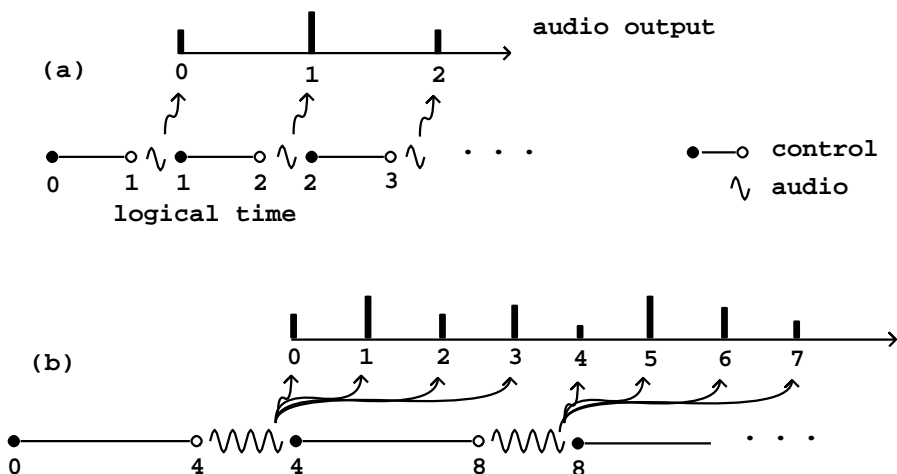 audio output
(a)
0 1 2
0 1 1 2 2 3 . . .
control
audio
logical time
(b)
0 1 2 3 4 5 6 7
0 4 4 8 8 . . .